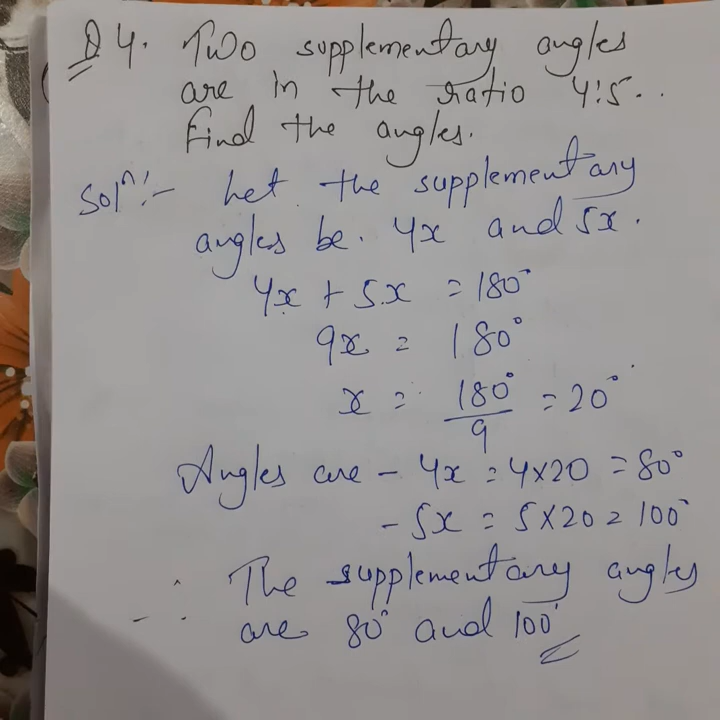 Q4. Two supplementary angles
are in the ratio 4:5..
Find the angles.
Solⁿ:- Let the supplementary
angles be. 4x and 5x.
4x + 5x = 180°
9x = 180°
x = 180°/9 = 20°
Angles are - 4x = 4×20 = 80°
- 5x = 5×20 = 100°
∴ The supplementary angles
are 80° and 100°